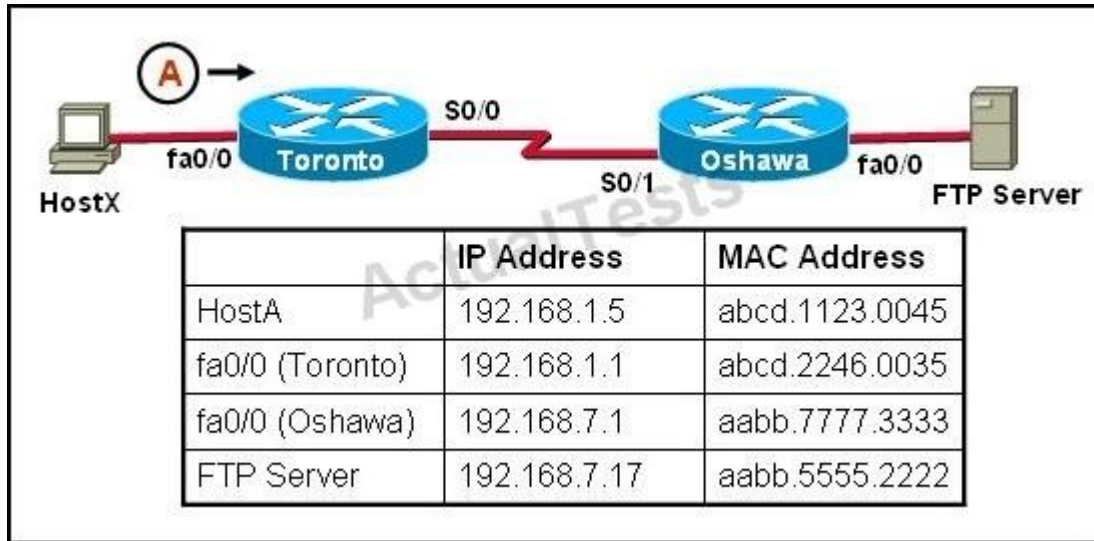 A
S0/0
fa0/0
Toronto
Oshawa
fa0/0
HostX
S0/1
FTP Server
ActualTests
IP Address MAC Address
HostA 192.168.1.5 abcd.1123.0045
fa0/0 (Toronto) 192.168.1.1 abcd.2246.0035
fa0/0 (Oshawa) 192.168.7.1 aabb.7777.3333
FTP Server 192.168.7.17 aabb.5555.2222